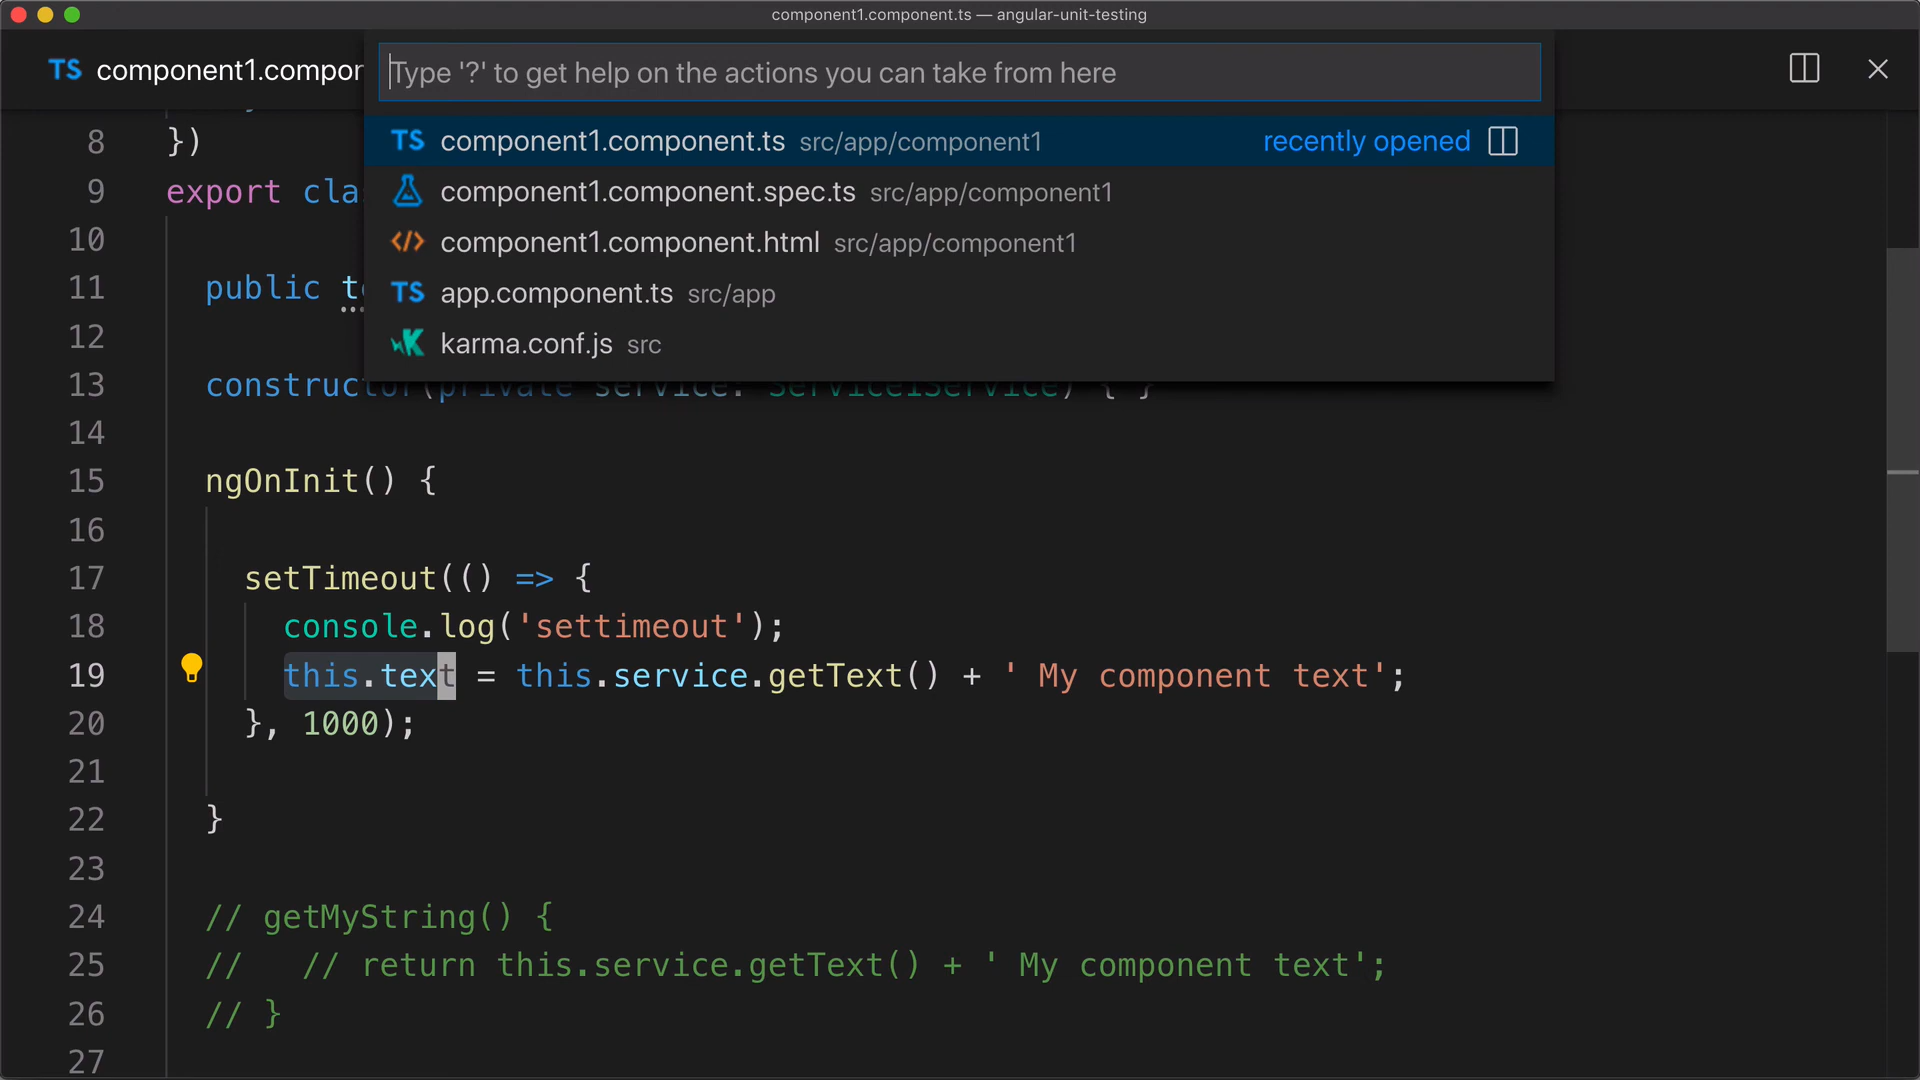 component1.component.ts — angular-unit-testing
TS component1.compor
Type '?' to get help on the actions you can take from here
TS component1.component.ts src/app/component1 recently opened
component1.component.spec.ts src/app/component1
</> component1.component.html src/app/component1
TS app.component.ts src/app
K karma.conf.js src
8 })
9 export cla
10
11 public te
12
13 constructor(private service: Service1Service) { }
14
15 ngOnInit() {
16
17 setTimeout(() => {
18 console.log('settimeout');
19 this.text = this.service.getText() + ' My component text';
20 }, 1000);
21
22 }
23
24 // getMyString() {
25 // // return this.service.getText() + ' My component text';
26 // }
27